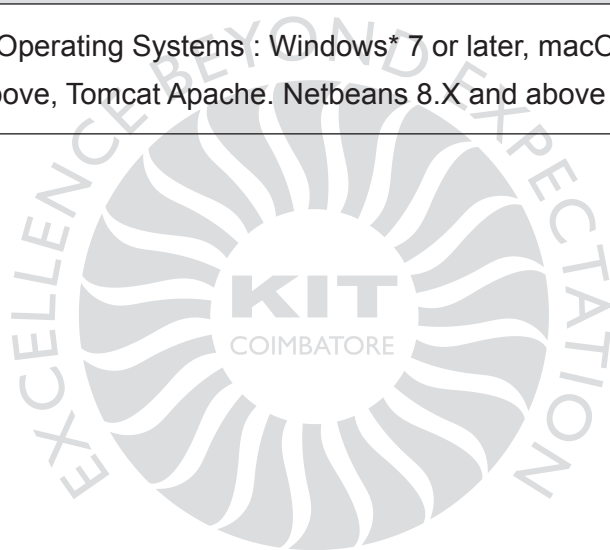 Operating Systems : Windows* 7 or later, macO
ove, Tomcat Apache. Netbeans 8.X and above
EXCELLENCE BEYOND EXPECTATION
KIT
COIMBATORE